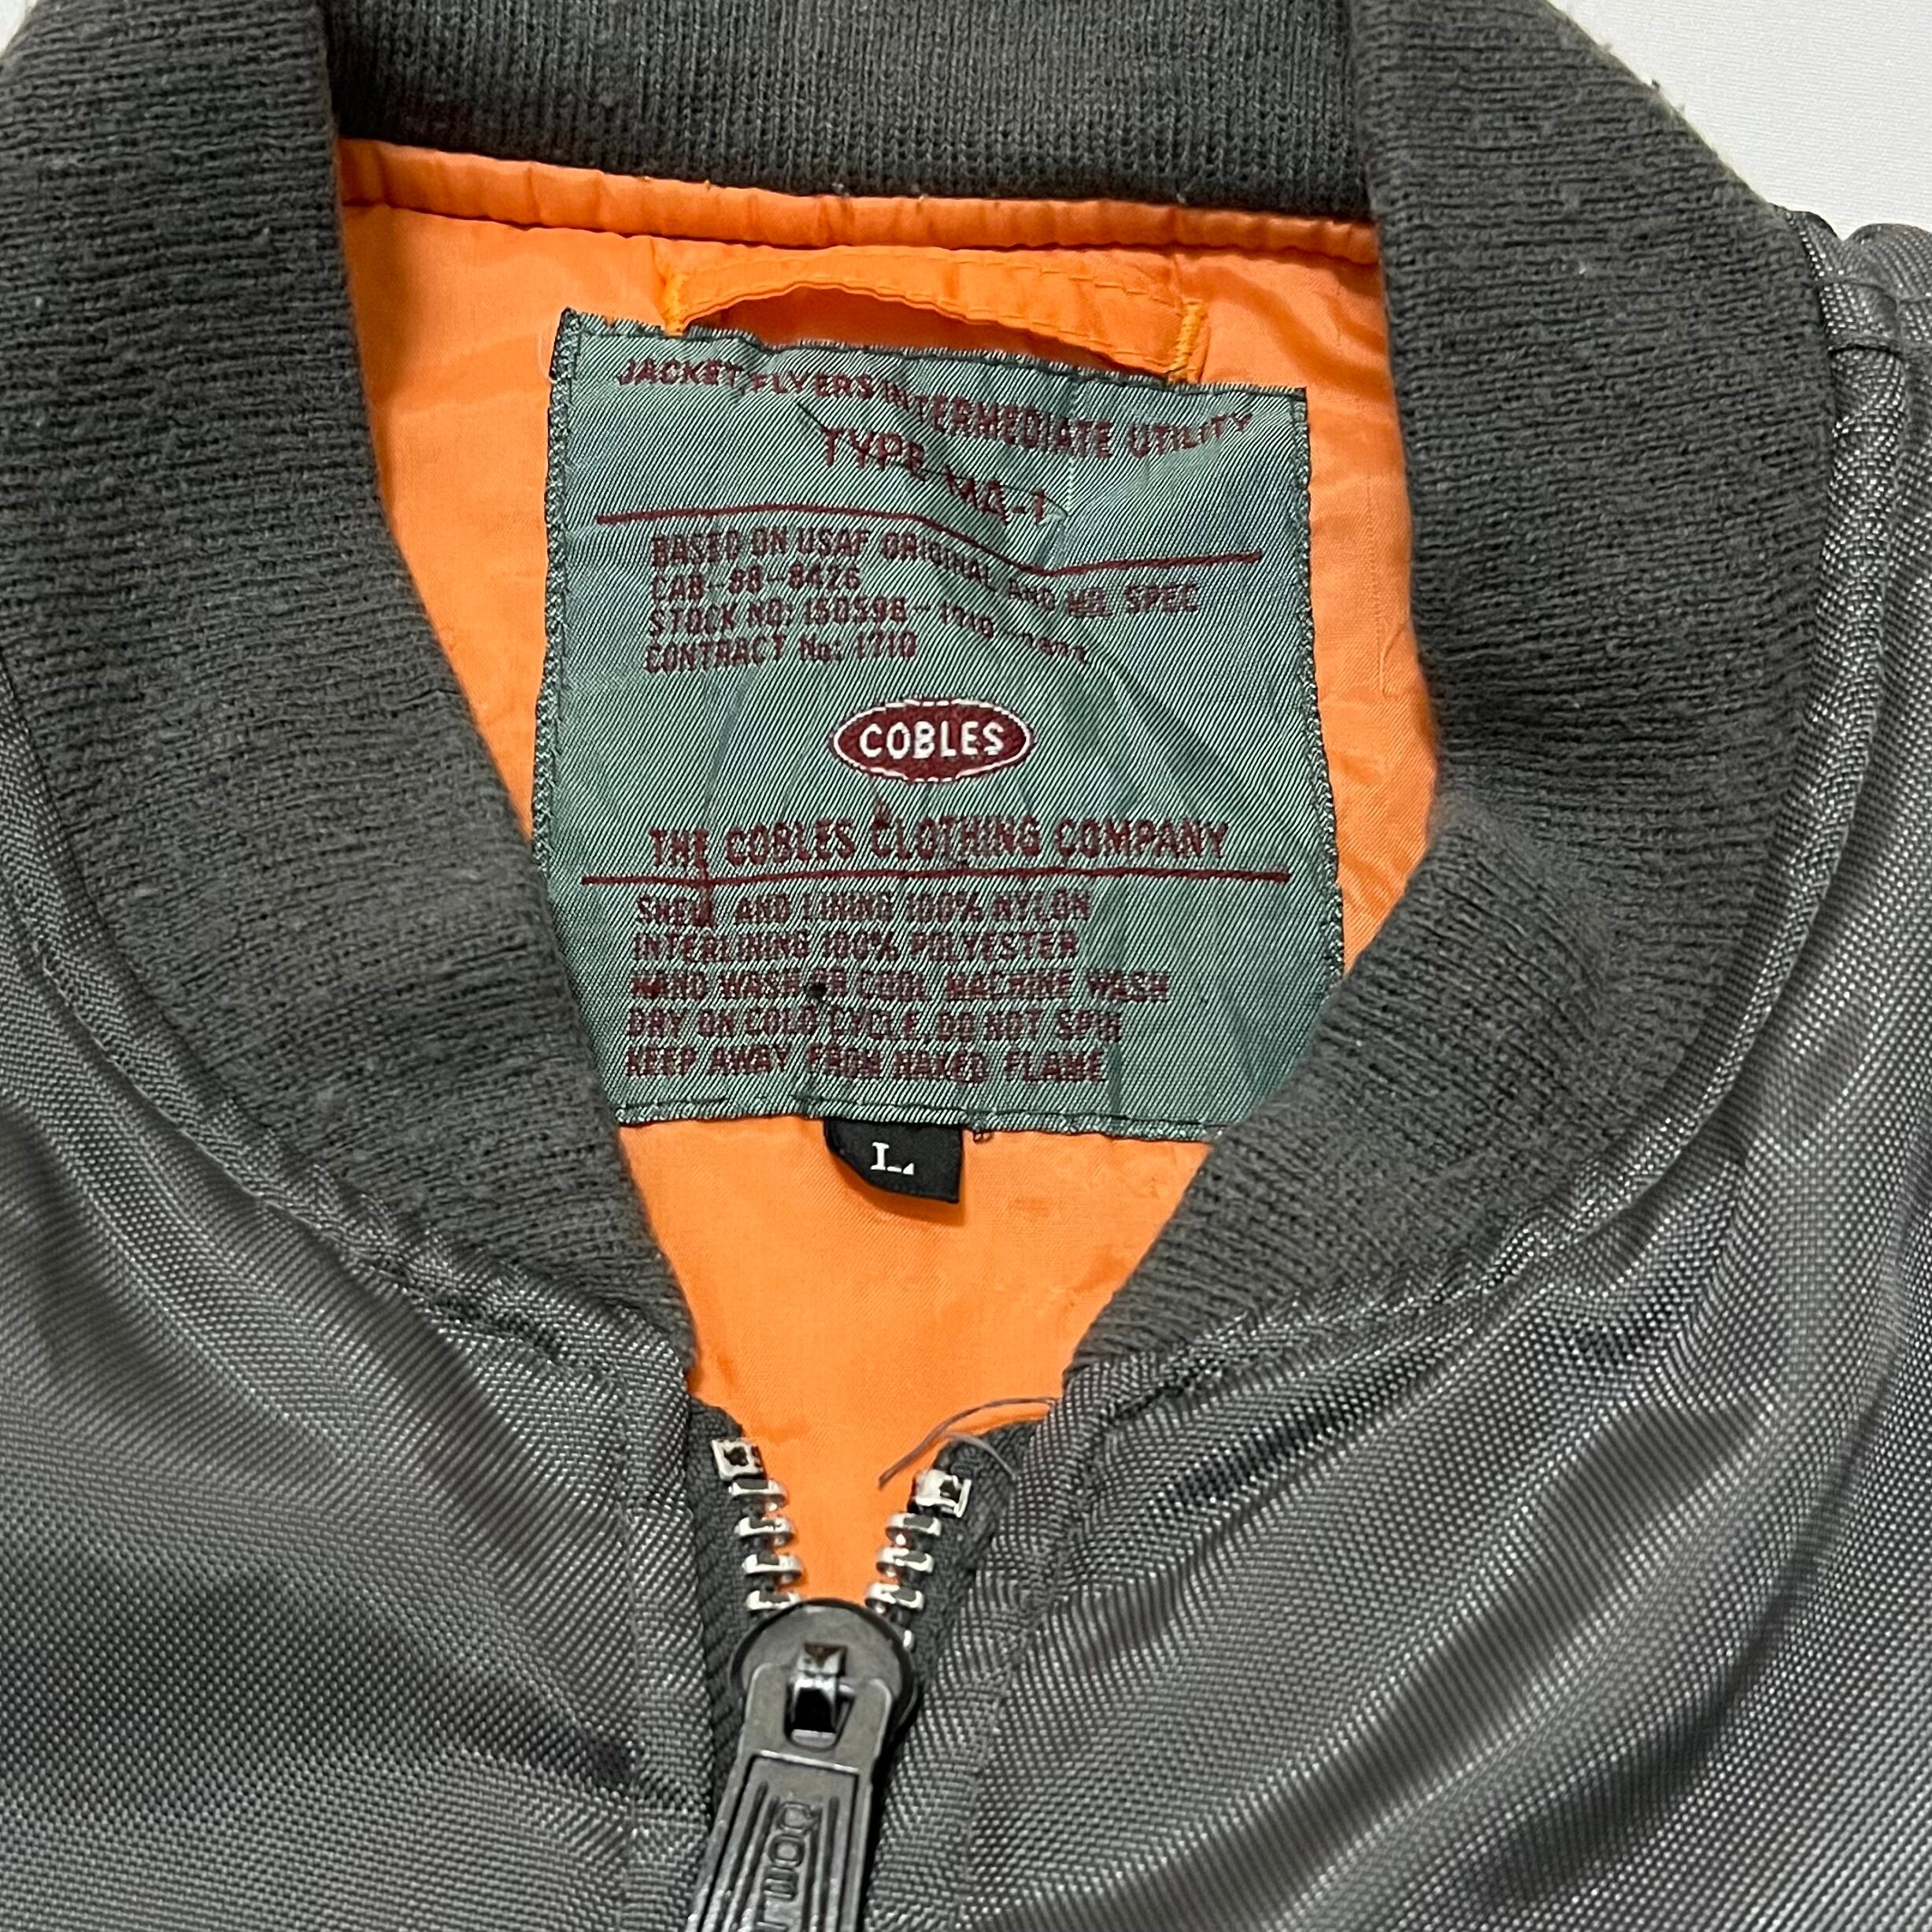 JACKET, FLYERS INTERMEDIATE UTILITY
TYPE MA-1
BASED ON USAF ORIGINAL AND MIL SPEC
STOCK NO:
CONTRACT No: 1710
COBLES
THE COBLES CLOTHING COMPANY
SHELL AND LINING 100% NYLON
INTERLINING 100% POLYESTER
HAND WASH OR COOL MACHINE WASH
DRY ON COLD CYCLE. DO NOT SPIN
KEEP AWAY FROM NAKED FLAME
L